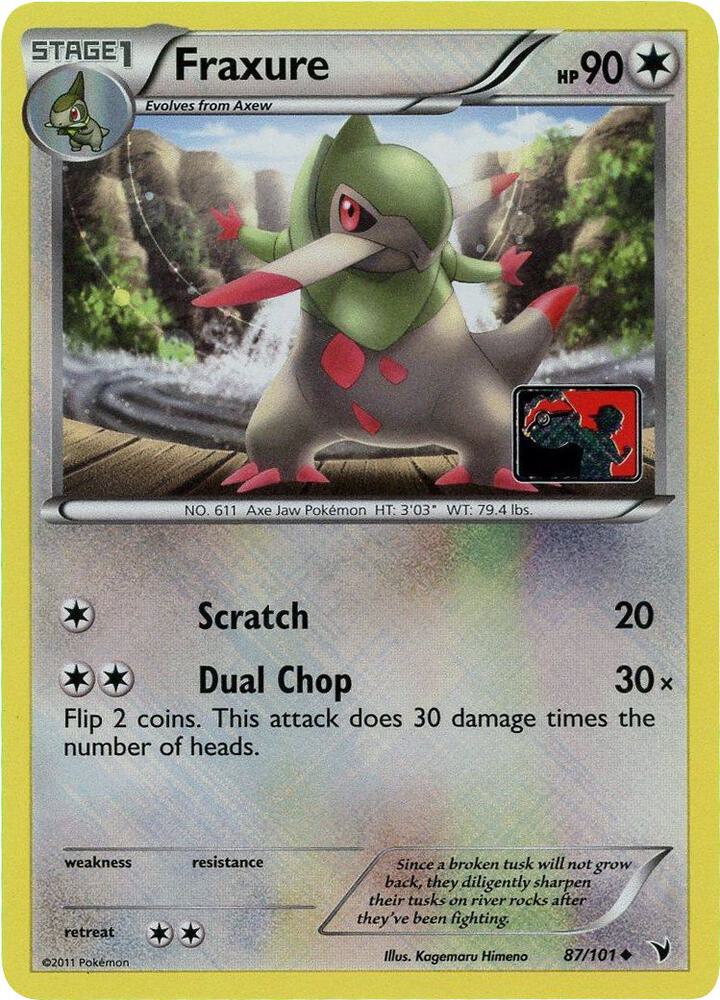 STAGE1 Fraxure HP90
Evolves from Axew
NO. 611 Axe Jaw Pokémon HT: 3'03" WT: 79.4 lbs.
Scratch 20
Dual Chop 30×
Flip 2 coins. This attack does 30 damage times the
number of heads.
weakness resistance
retreat
Since a broken tusk will not grow
back, they diligently sharpen
their tusks on river rocks after
they've been fighting.
©2011 Pokémon Illus. Kagemaru Himeno 87/101